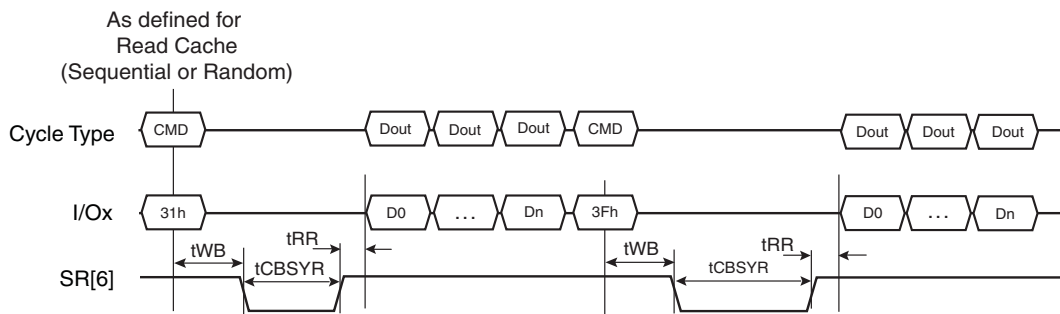 As defined for
Read Cache
(Sequential or Random)
Cycle Type
CMD
Dout
Dout
Dout
CMD
Dout
Dout
Dout
I/Ox
31h
D0
...
Dn
3Fh
D0
...
Dn
tWB
tRR
tWB
tRR
tCBSYR
tCBSYR
SR[6]